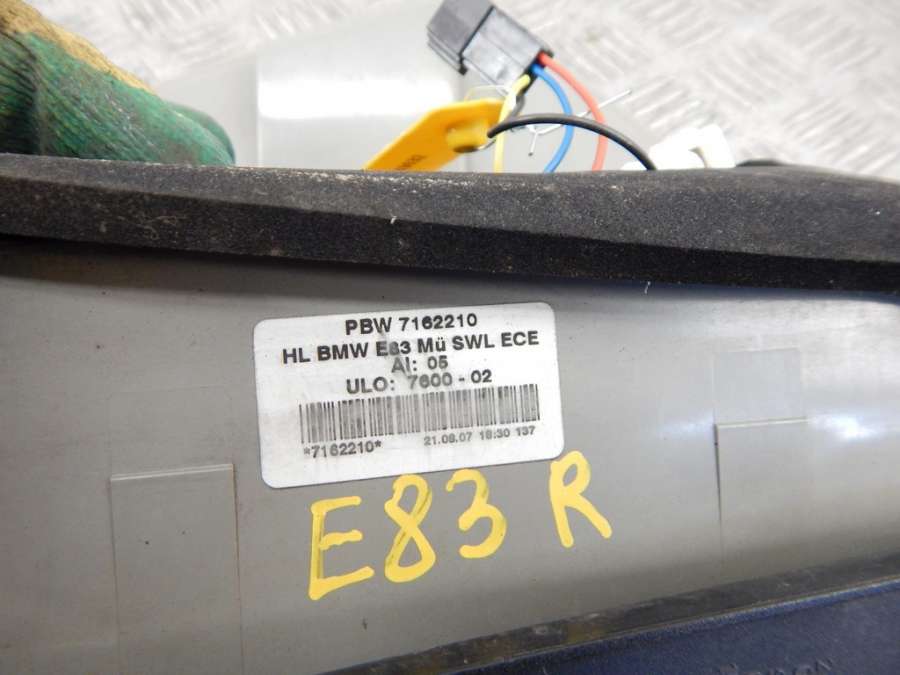 PBW 7162210
HL BMW E83 Mü SWL ECE
AI: 05
ULO: 7600 - 02
*7162210*
21.08.07 18:30 137
E83 R